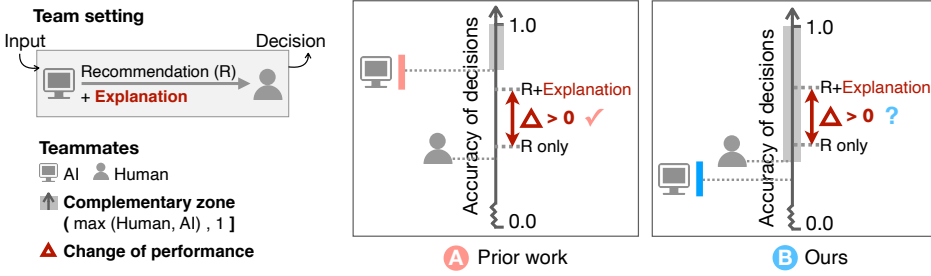 Team setting
Input
Decision
Recommendation (R)
+ Explanation
Teammates
AI Human
Complementary zone
( max (Human, AI) , 1 ]
Change of performance
Accuracy of decisions
1.0
R+Explanation
Δ > 0 ✓
R only
0.0
A Prior work
Accuracy of decisions
1.0
R+Explanation
Δ > 0 ?
R only
0.0
B Ours